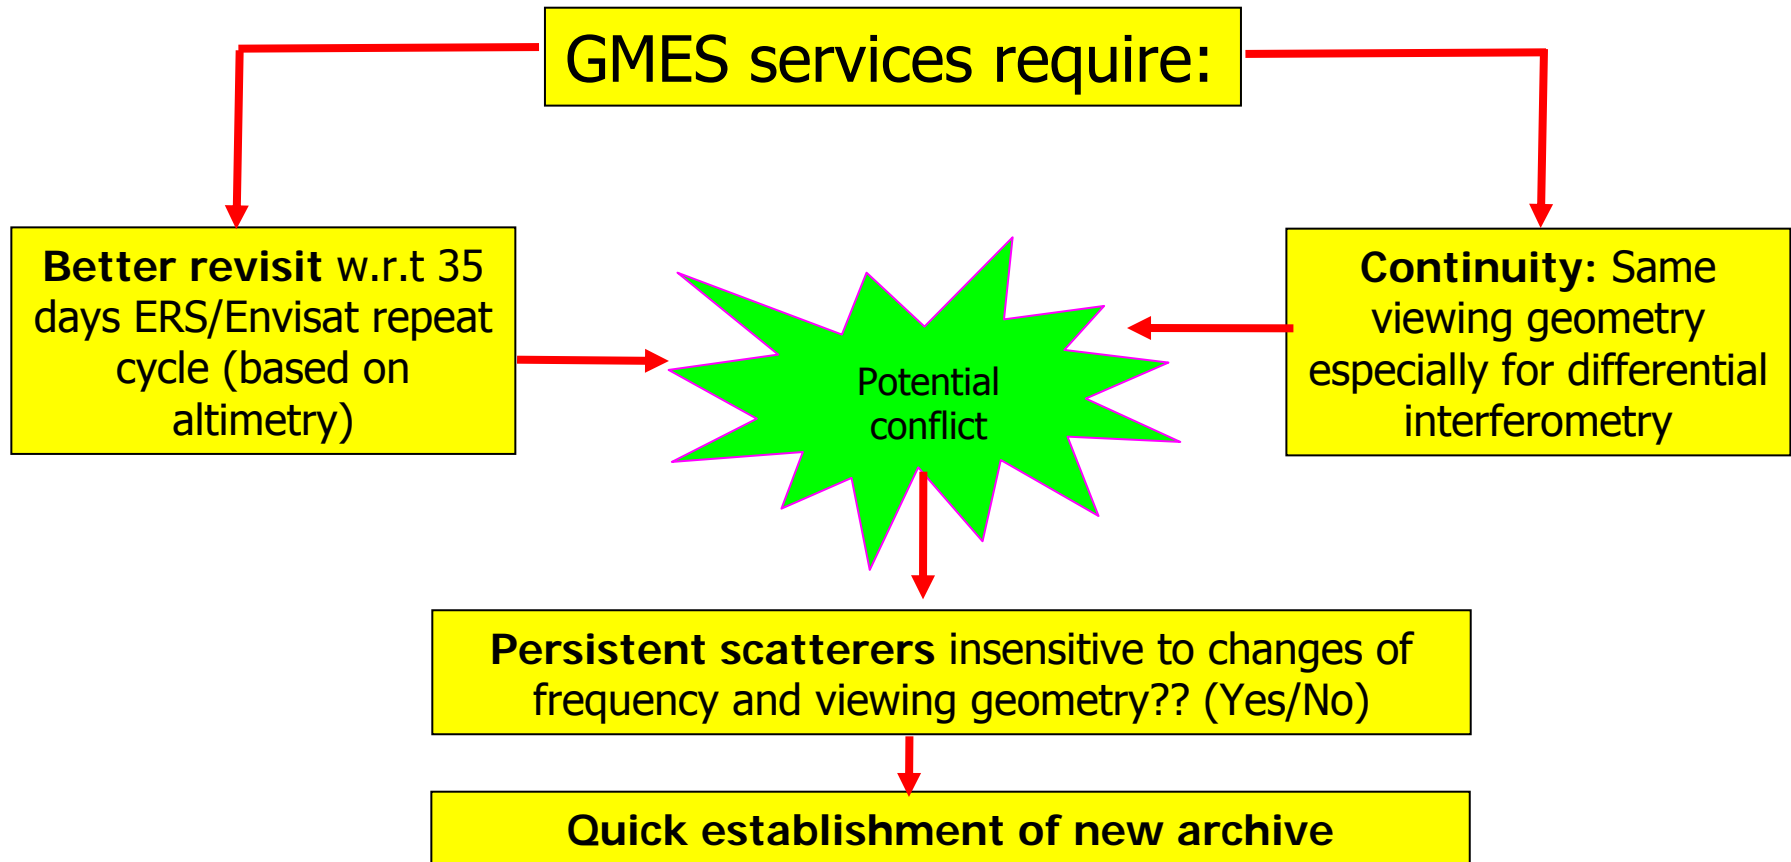 GMES services require:
Better revisit w.r.t 35
days ERS/Envisat repeat
cycle (based on
altimetry)
Potential
conflict
Continuity: Same
viewing geometry
especially for differential
interferometry
Persistent scatterers insensitive to changes of
frequency and viewing geometry?? (Yes/No)
Quick establishment of new archive